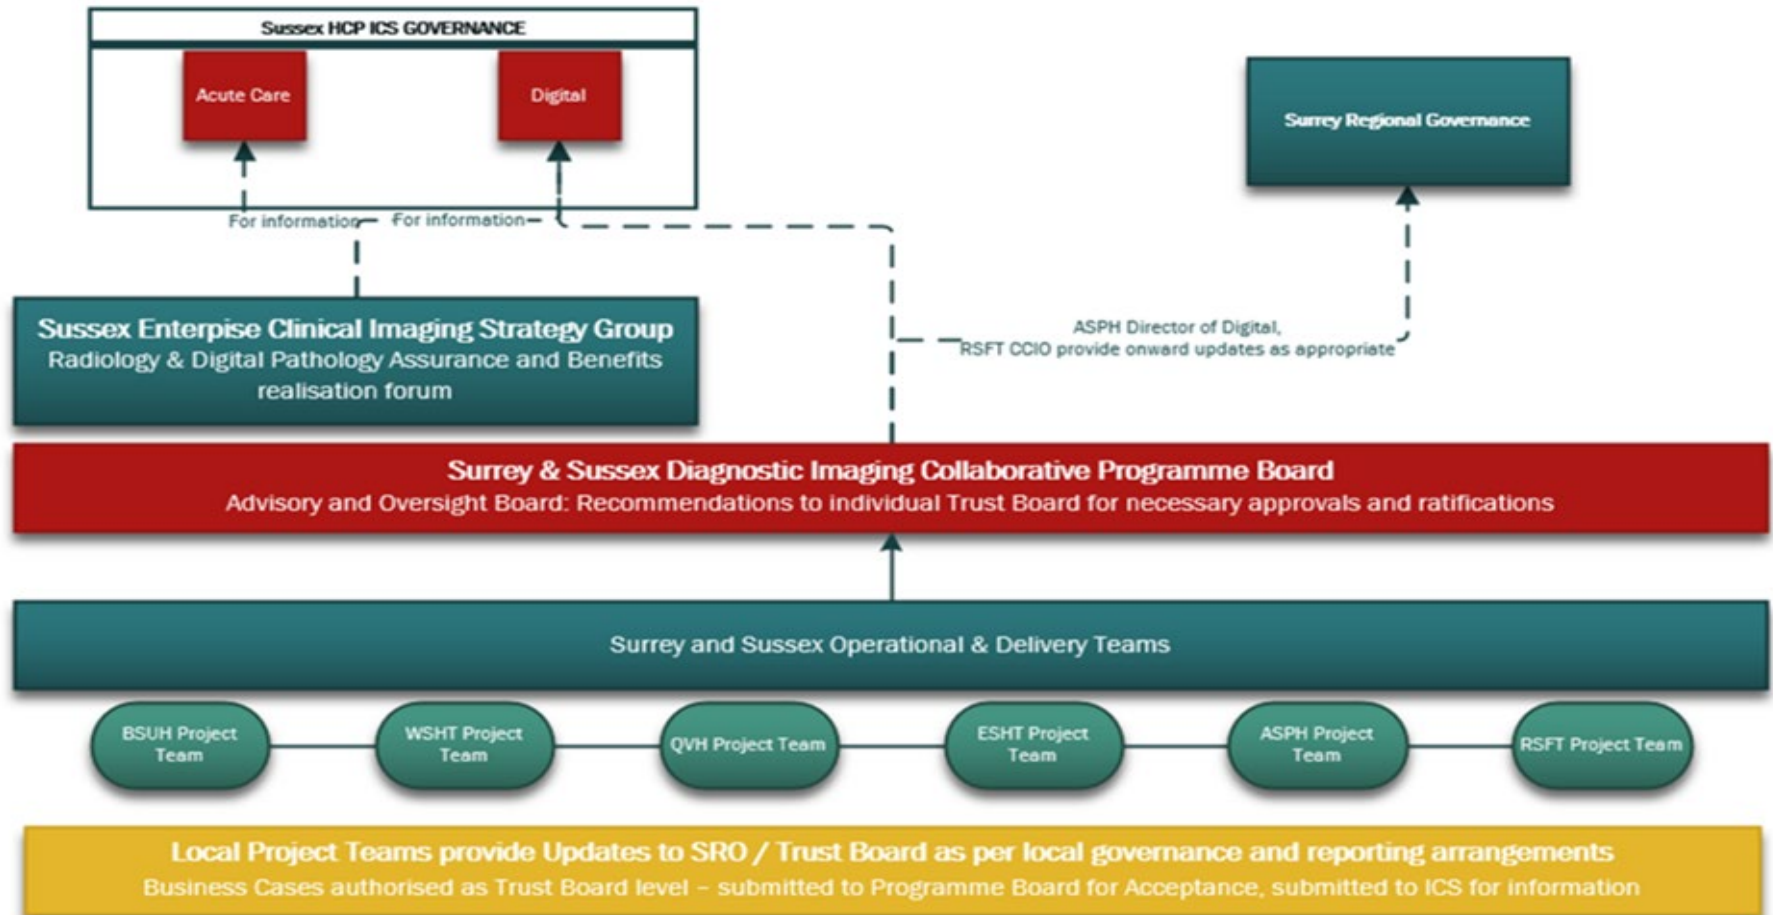 Sussex HCP ICS GOVERNANCE
Acute Care
Digital
Surrey Regional Governance
For information
For information
Sussex Enterpise Clinical Imaging Strategy Group
Radiology & Digital Pathology Assurance and Benefits
realisation forum
ASPH Director of Digital,
RSFT CCIO provide onward updates as appropriate
Surrey & Sussex Diagnostic Imaging Collaborative Programme Board
Advisory and Oversight Board: Recommendations to individual Trust Board for necessary approvals and ratifications
Surrey and Sussex Operational & Delivery Teams
BSUH Project
Team
WSHT Project
Team
QVH Project Team
ESHT Project
Team
ASPH Project
Team
RSFT Project Team
Local Project Teams provide Updates to SRO / Trust Board as per local governance and reporting arrangements
Business Cases authorised as Trust Board level – submitted to Programme Board for Acceptance, submitted to ICS for information